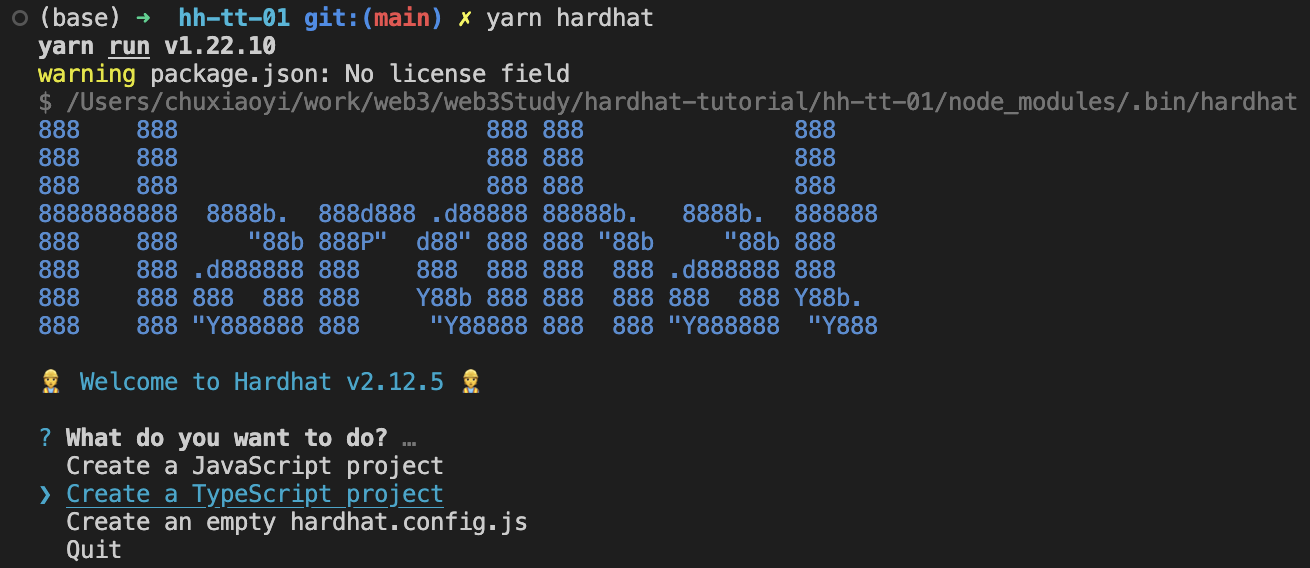 (base) ➜  hh-tt-01 git:(main) ✗ yarn hardhat
yarn run v1.22.10
warning package.json: No license field
$ /Users/chuxiaoyi/work/web3/web3Study/hardhat-tutorial/hh-tt-01/node_modules/.bin/hardhat
888    888                      888 888               888
888    888                      888 888               888
888    888                      888 888               888
8888888888  8888b.  888d888 .d88888 88888b.   8888b.  888888
888    888     "88b 888P"  d88" 888 888 "88b     "88b 888
888    888 .d888888 888    888  888 888  888 .d888888 888
888    888 888  888 888    Y88b 888 888  888 888  888 Y88b.
888    888 "Y888888 888     "Y88888 888  888 "Y888888  "Y888
👷 Welcome to Hardhat v2.12.5 👷
? What do you want to do? …
Create a JavaScript project
❯ Create a TypeScript project
Create an empty hardhat.config.js
Quit